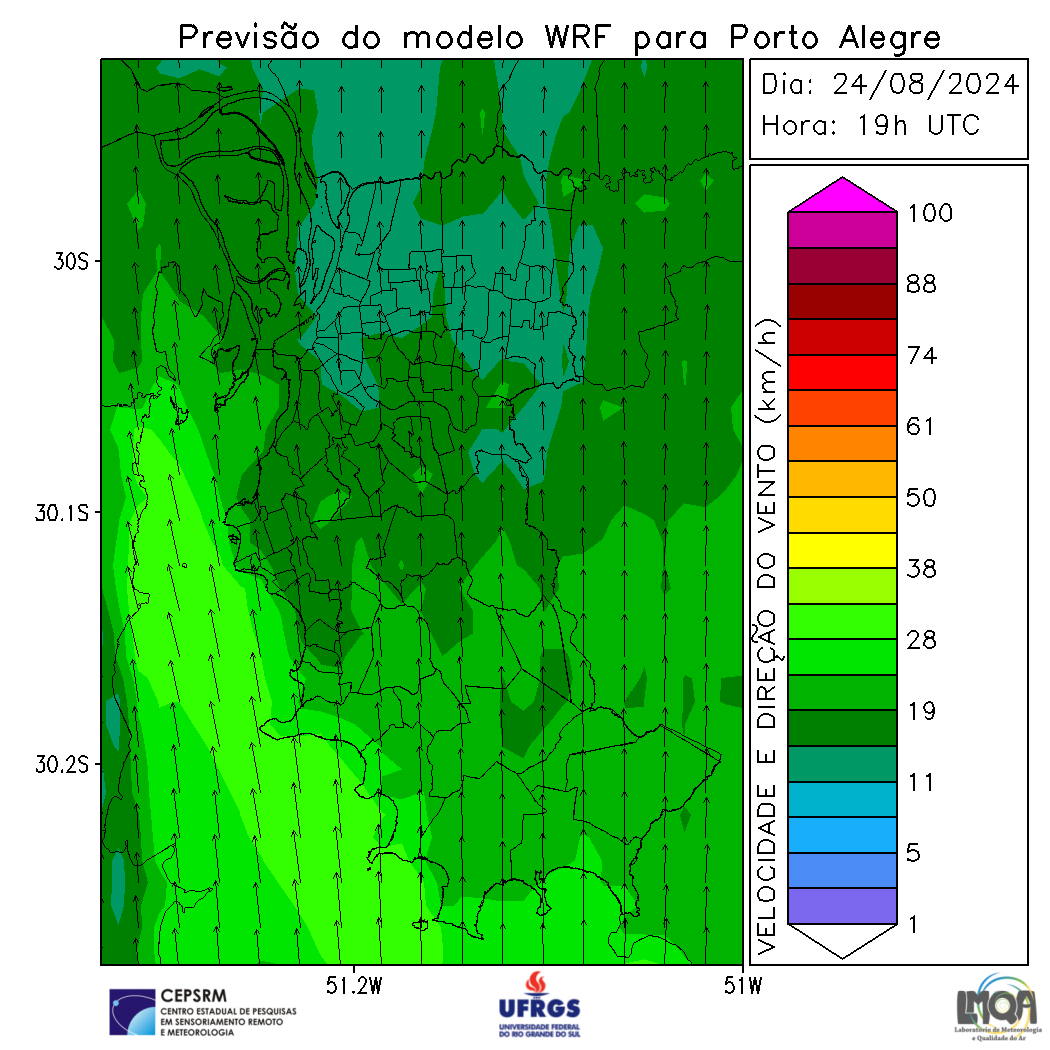 Previsão do modelo WRF para Porto Alegre
Dia: 24/08/2024
Hora: 19h UTC
30S
30.1S
30.2S
51.2W
51W
VELOCIDADE E DIREÇÃO DO VENTO (km/h)
100
88
74
61
50
38
28
19
11
5
1
CEPSRM
CENTRO ESTADUAL DE PESQUISAS
EM SENSORIAMENTO REMOTO
E METEOROLOGIA
UFRGS
UNIVERSIDADE FEDERAL
DO RIO GRANDE DO SUL
LMQA
Laboratório de Meteorologia
e Qualidade do Ar